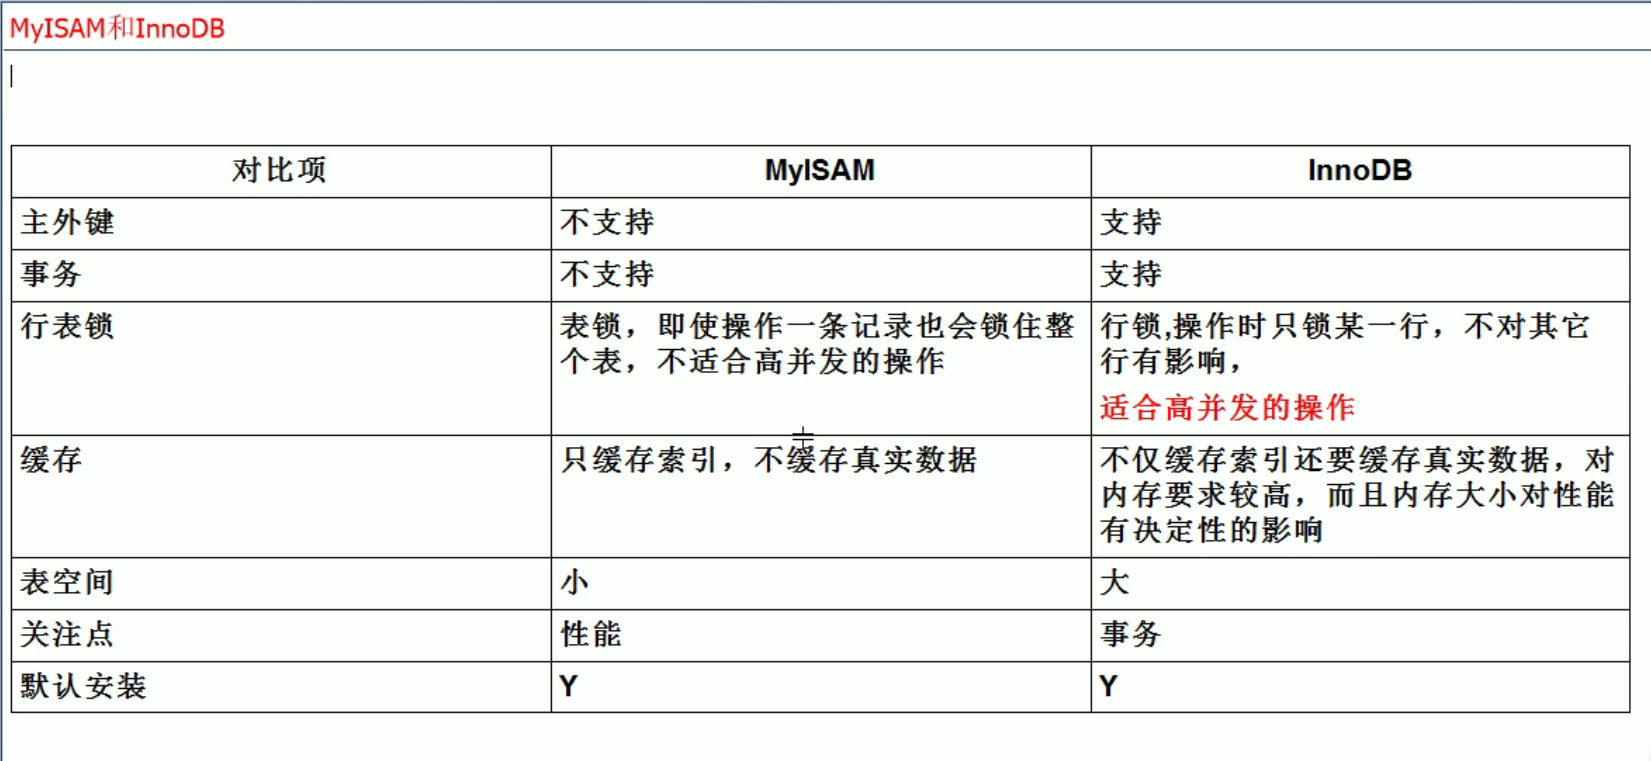 MyISAM和InnoDB
对比项 MyISAM InnoDB
主外键 不支持 支持
事务 不支持 支持
行表锁
表锁，即使操作一条记录也会锁住整
个表，不适合高并发的操作
行锁,操作时只锁某一行，不对其它
行有影响，
适合高并发的操作
缓存
只缓存索引，不缓存真实数据
不仅缓存索引还要缓存真实数据，对
内存要求较高，而且内存大小对性能
有决定性的影响
表空间 小 大
关注点 性能 事务
默认安装 Y Y